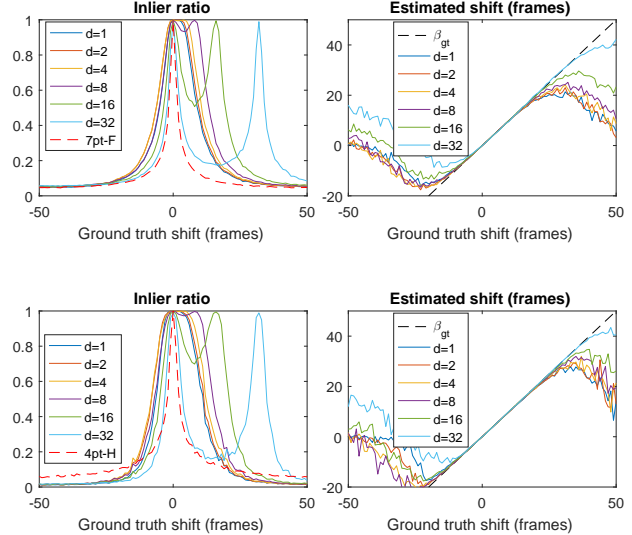 Inlier ratio
1
0.8
0.6
0.4
0.2
0
d=1
d=2
d=4
d=8
d=16
d=32
7pt-F
-50 0 50
Ground truth shift (frames)
Estimated shift (frames)
40
20
0
-20
β_gt
d=1
d=2
d=4
d=8
d=16
d=32
-50 0 50
Ground truth shift (frames)
Inlier ratio
1
0.8
0.6
0.4
0.2
0
d=1
d=2
d=4
d=8
d=16
d=32
4pt-H
-50 0 50
Ground truth shift (frames)
Estimated shift (frames)
40
20
0
-20
β_gt
d=1
d=2
d=4
d=8
d=16
d=32
-50 0 50
Ground truth shift (frames)